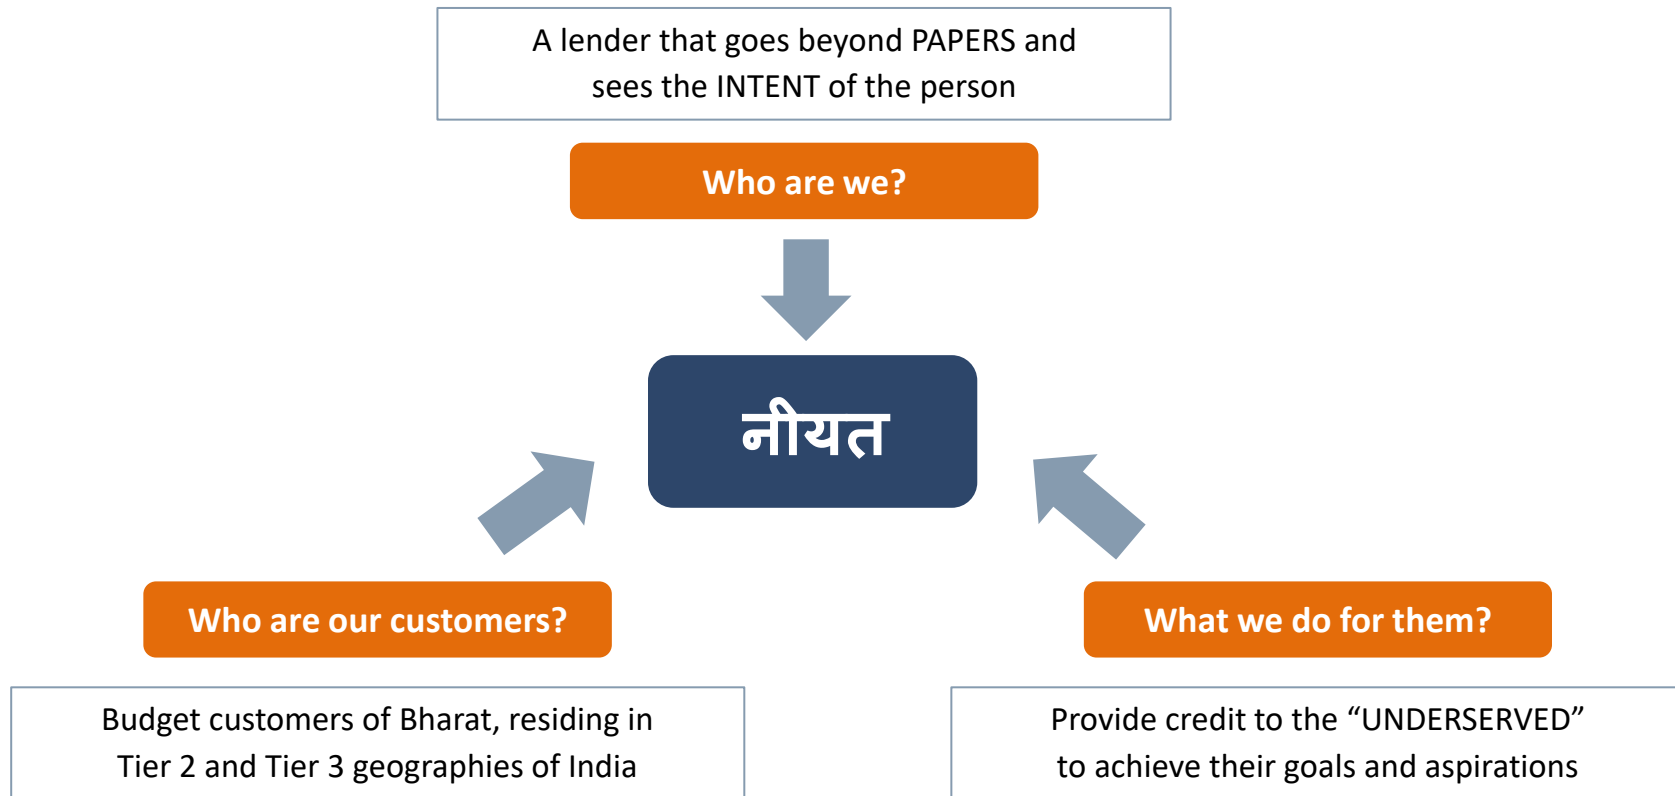 A lender that goes beyond PAPERS and
sees the INTENT of the person
Who are we?
नीयत
Who are our customers?
Budget customers of Bharat, residing in
Tier 2 and Tier 3 geographies of India
What we do for them?
Provide credit to the “UNDERSERVED”
to achieve their goals and aspirations